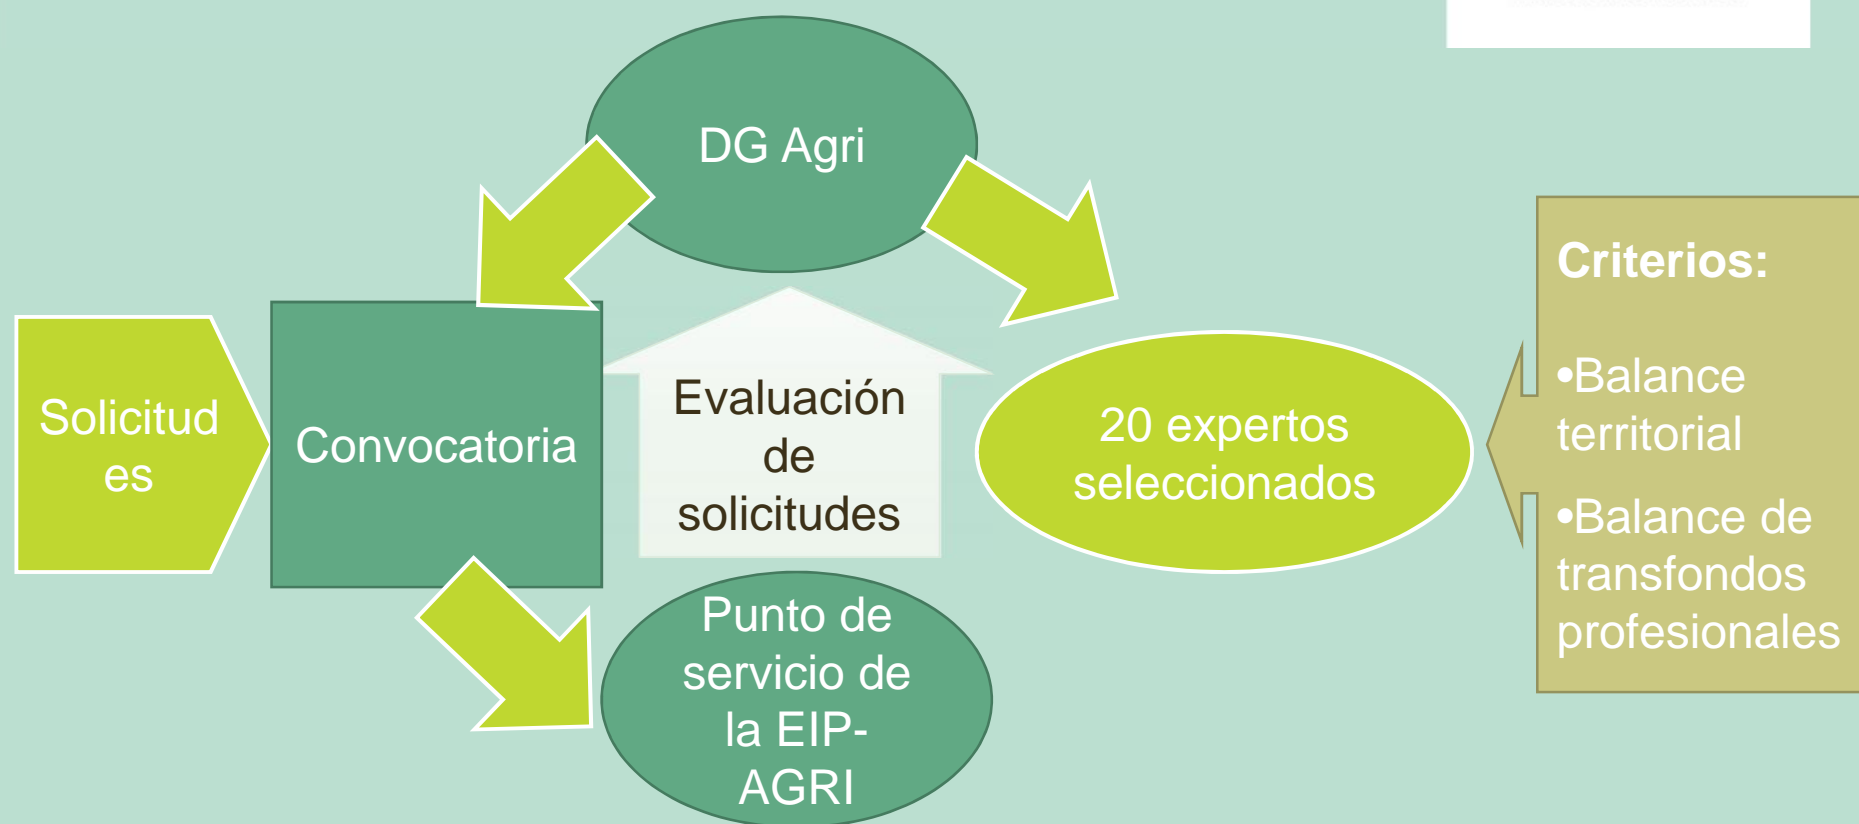 DG Agri
Solicitud
es
Convocatoria
Evaluación
de
solicitudes
Punto de
servicio de
la EIP-
AGRI
20 expertos
seleccionados
Criterios:
•Balance
territorial
•Balance de
transfondos
profesionales